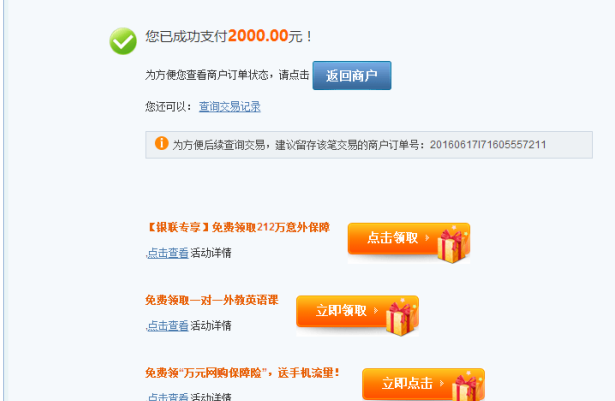 您已成功支付2000.00元！
为方便您查看商户订单状态，请点击 返回商户
您还可以： 查询交易记录
为方便后续查询交易，建议留存该笔交易的商户订单号：20160617I71605557211
【银联专享】免费领取212万意外保障
点击领取
点击查看活动详情
免费领取一对一外教英语课
立即领取
点击查看活动详情
免费领“万元网购保障险”，送手机流量！
立即点击
点击查看活动详情